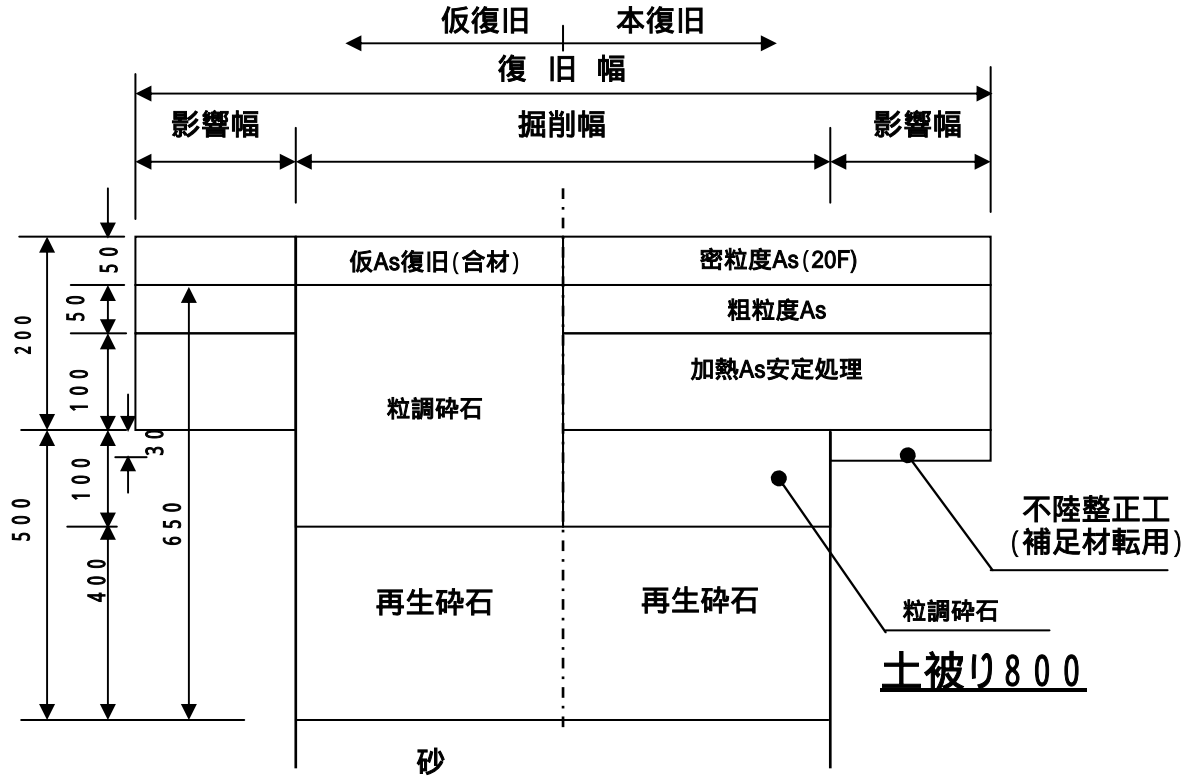 仮復旧 本復旧
復 旧 幅
影響幅 掘削幅 影響幅
50
仮As復旧(合材) 密粒度As(20F)
50
粗粒度As
200
100
加熱As安定処理
粒調砕石
30
100
500
650
400
不陸整正工
(補足材転用)
再生砕石 再生砕石
粒調砕石
土被り800
砂